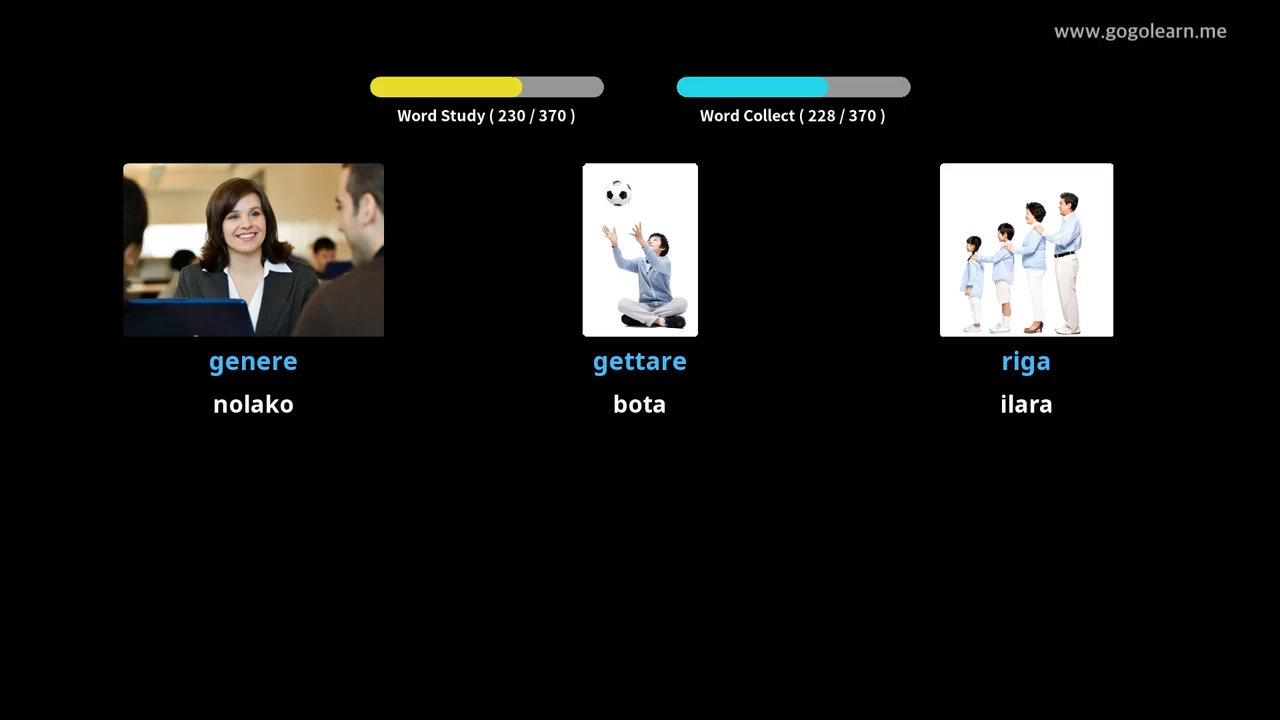 www.gogolearn.me
Word Study ( 230 / 370 )
Word Collect ( 228 / 370 )
genere
gettare
riga
nolako
bota
ilara